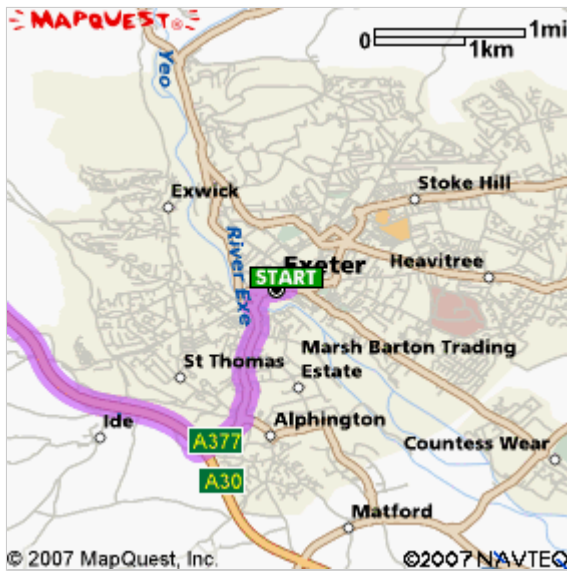 MAPQUEST®
0 1mi
1km
Yeo
Exwick
Stoke Hill
River Exe
Exeter
START
Heavitree
St Thomas
Marsh Barton Trading
Estate
Ide
A377
Alphington
Countess Wear
A30
Matford
© 2007 MapQuest, Inc.
©2007 NAVTEQ